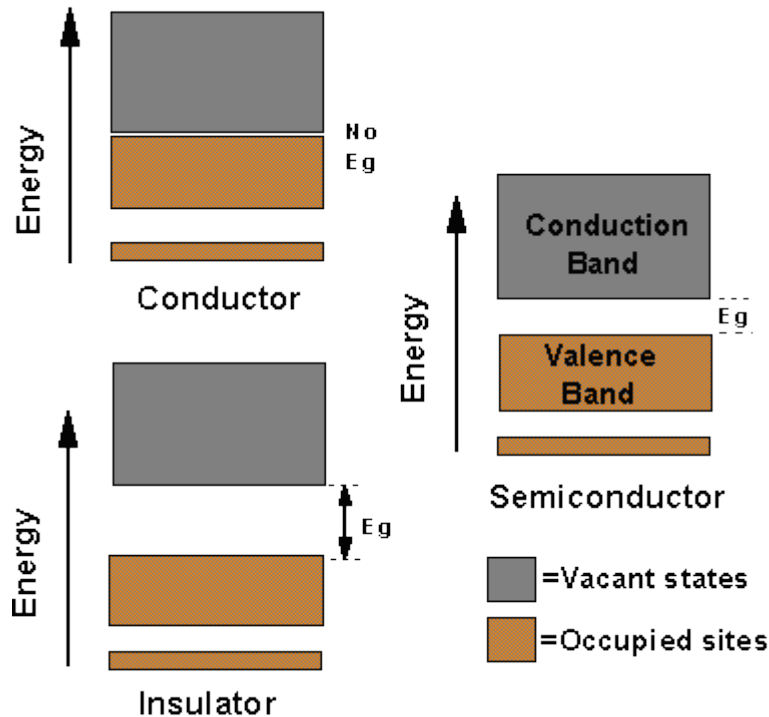 Energy
No
Eg
Conductor
Energy
Eg
Insulator
Energy
Conduction
Band
Eg
Valence
Band
Semiconductor
=Vacant states
=Occupied sites